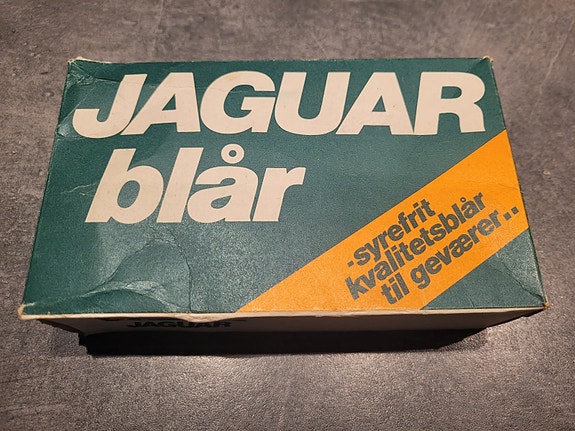 JAGUAR
blår
.syrefrit
kvalitetsblår
til geværer..
JAGUAR